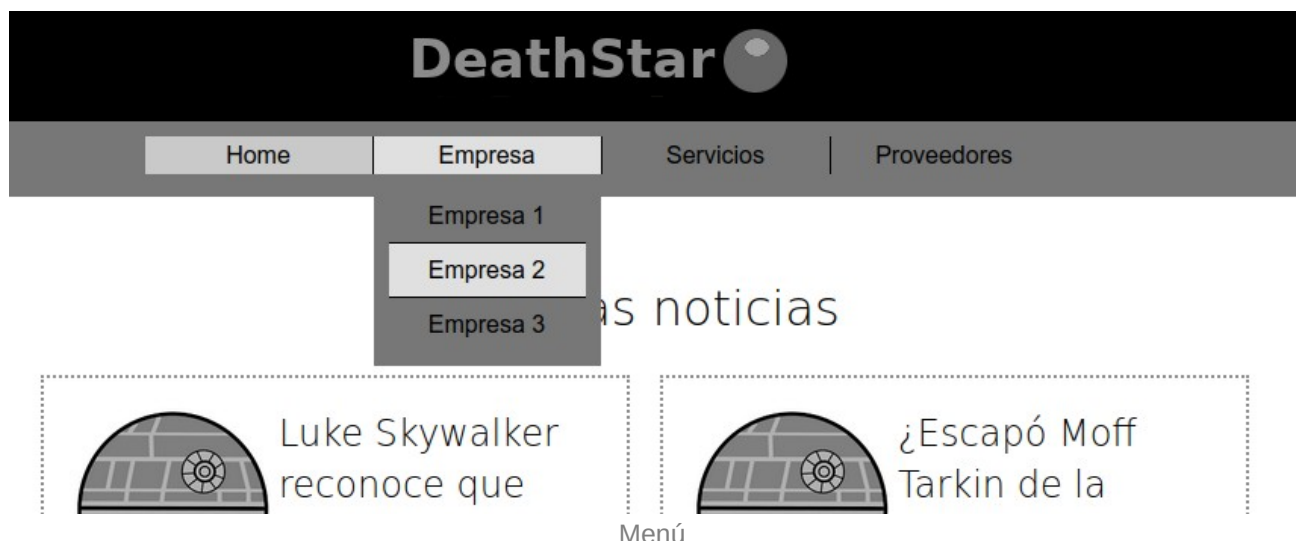 DeathStar
Home Empresa Servicios Proveedores
Empresa 1
Empresa 2
Empresa 3
as noticias
Luke Skywalker
reconoce que
¿Escapó Moff
Tarkin de la
Menú